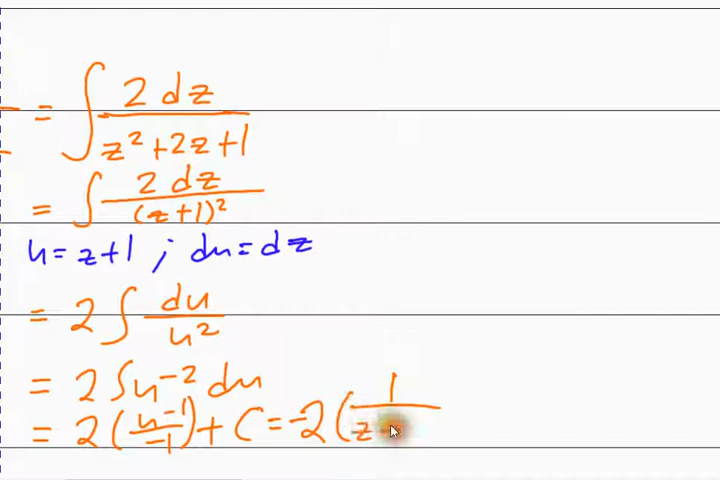 = ∫ 2 dz / (z² + 2z + 1)
= ∫ 2 dz / (z + 1)²
u = z + 1 ; du = dz
= 2 ∫ du / u²
= 2 ∫ u⁻² du
= 2 ( u⁻¹ / -1 ) + C = -2 ( 1 / z